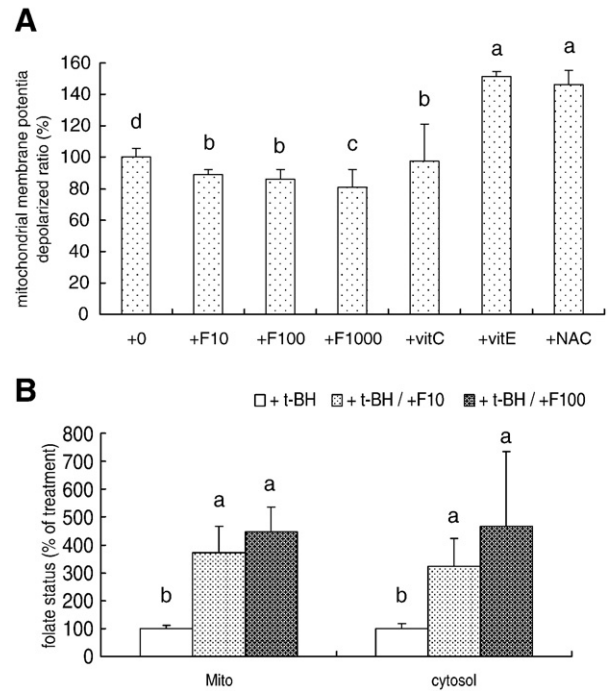 A
mitochondrial membrane potentia
depolarized ratio (%)
160
140
120
100
80
60
40
20
0
d
b
b
c
b
a
a
+0 +F10 +F100 +F1000 +vitC +vitE +NAC
B
+ t-BH + t-BH / +F10 + t-BH / +F100
folate status (% of treatment)
800
700
600
500
400
300
200
100
0
b
a
a
b
a
a
Mito cytosol